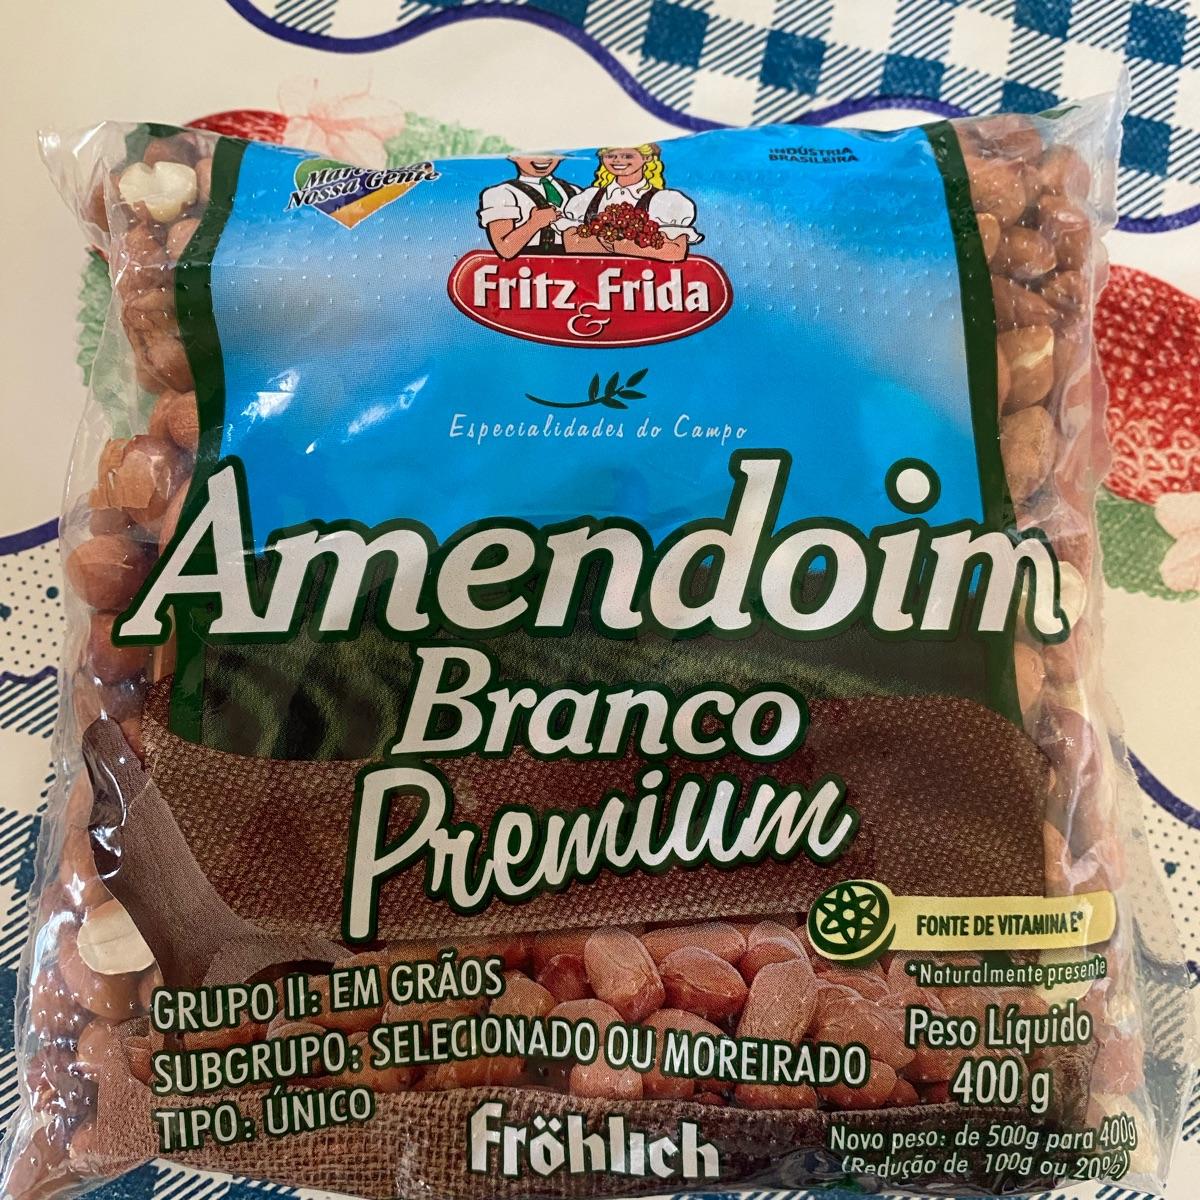 Nossa Gente
INDÚSTRIA
BRASILEIRA
Fritz & Frida
Especialidades do Campo
Amendoim
Branco
Premium
FONTE DE VITAMINA E*
*Naturalmente presente
GRUPO II: EM GRÃOS
SUBGRUPO: SELECIONADO OU MOREIRADO
TIPO: ÚNICO
Peso Líquido
400 g
Fröhlich
Novo peso: de 500g para 400g
(Redução de 100g ou 20%)